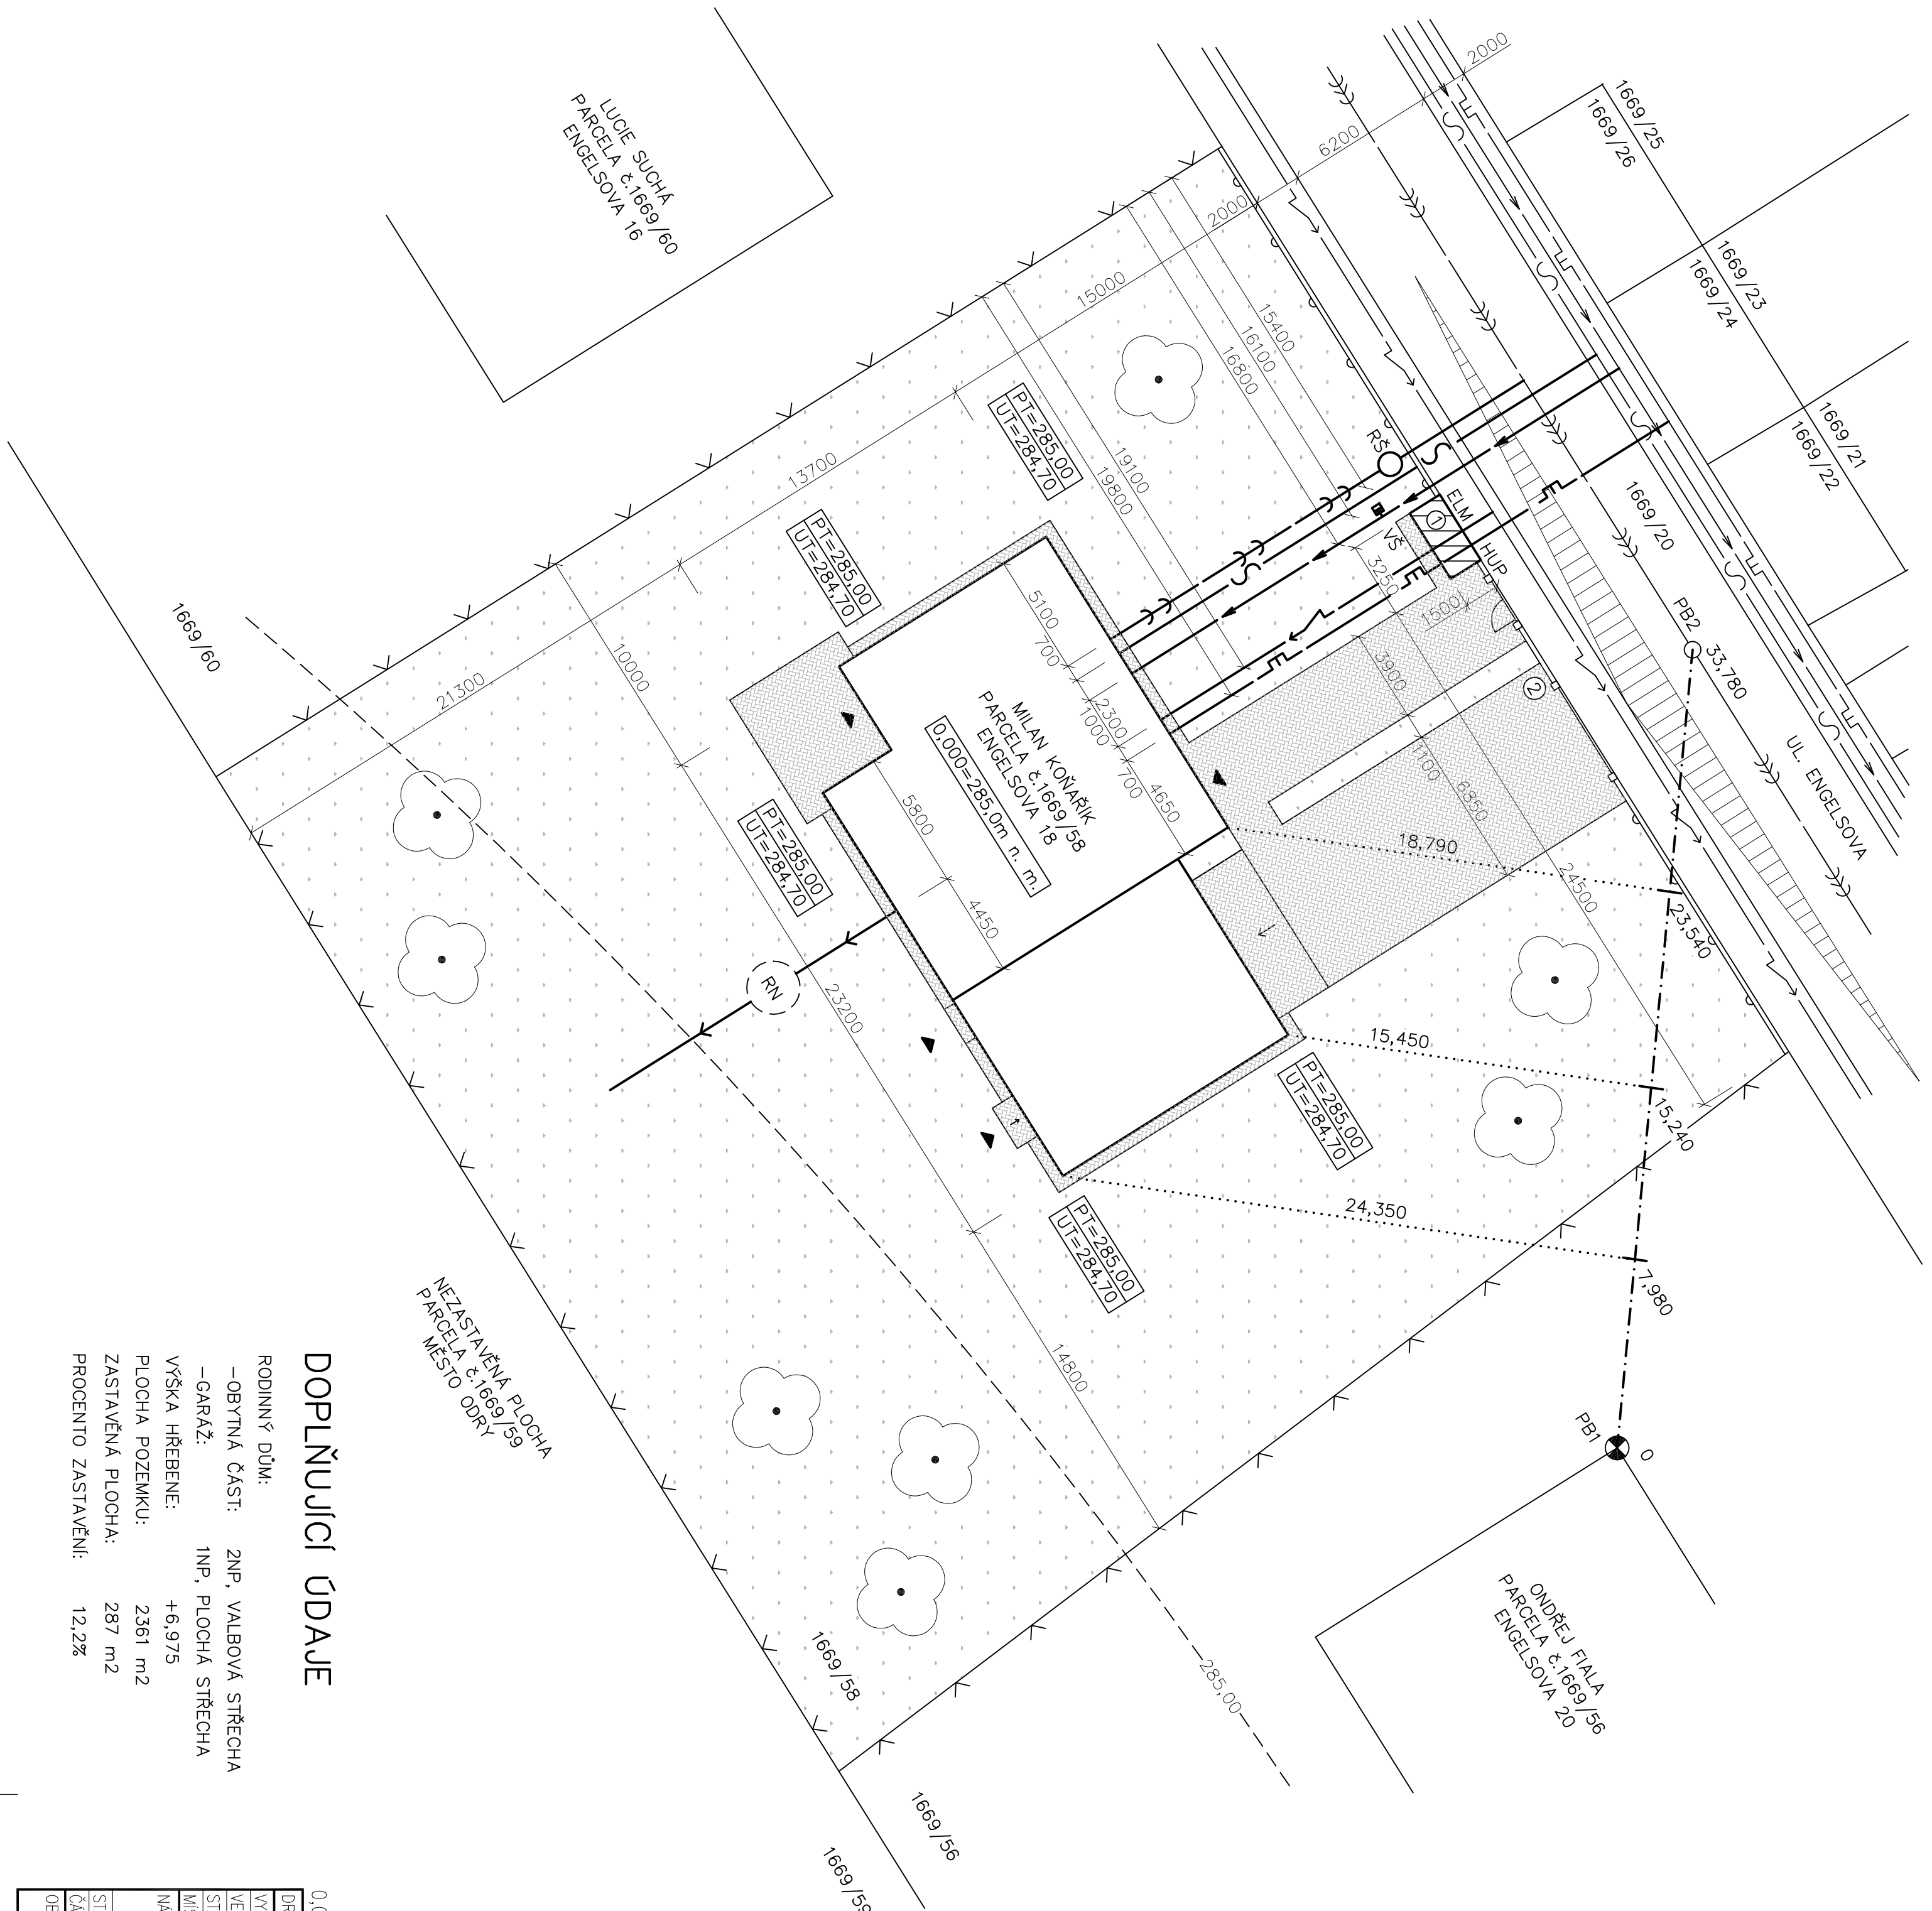 2000
6200
2000
15000
13700
21300
1669/25
1669/26
1669/23
1669/24
1669/21
1669/22
1669/20
LUCIE SUCHÁ
PARCELA č.1669/60
ENGELSOVA 16
15400
16100
16800
19100
19800
PT=285,00
UT=284,70
PT=285,00
UT=284,70
RŠ
ELM
1
VŠ
HUP
3250
1500
2
PB2
33,780
UL. ENGELSOVA
1669/60
10000
5100
700
2300
1000
700
4650
3900
1100
6850
24500
MILAN KOŇAŘÍK
PARCELA č.1669/58
ENGELSOVA 18
0,000=285,0m n. m.
18,790
23,540
5800
4450
PT=285,00
UT=284,70
RN
23200
15,450
15,240
PT=285,00
UT=284,70
24,350
7,980
PT=285,00
UT=284,70
14800
PB1
0
NEZASTAVĚNÁ PLOCHA
PARCELA č.1669/59
MĚSTO ODRY
ONDŘEJ FIALA
PARCELA č.1669/56
ENGELSOVA 20
1669/58
285,00
1669/56
1669/59
DOPLŇUJÍCÍ ÚDAJE
RODINNÝ DŮM:
-OBYTNÁ ČÁST: 2NP, VALBOVÁ STŘECHA
-GARÁŽ: 1NP, PLOCHÁ STŘECHA
VÝŠKA HŘEBENE: +6,975
PLOCHA POZEMKU: 2361 m2
ZASTAVĚNÁ PLOCHA: 287 m2
PROCENTO ZASTAVĚNÍ: 12,2%